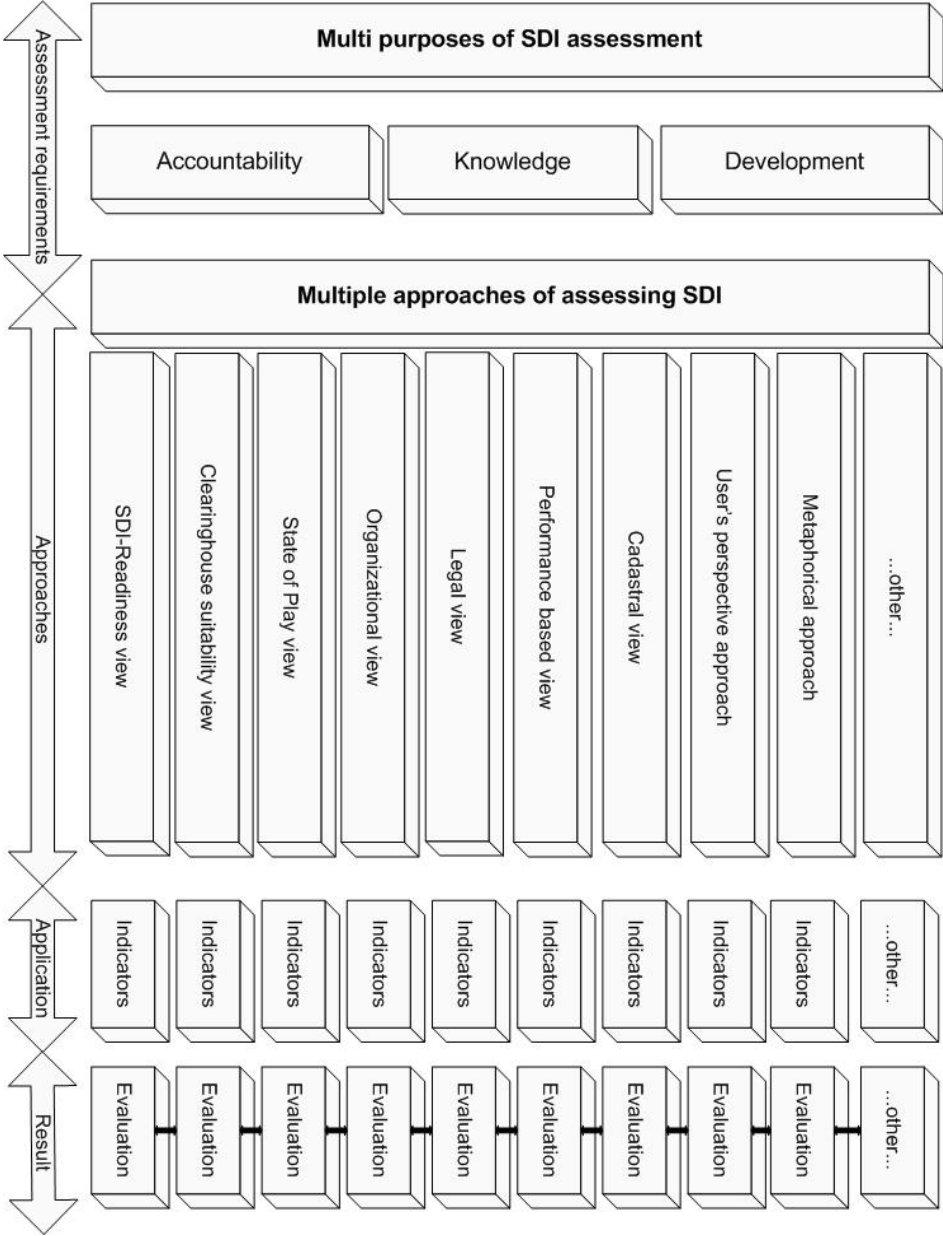 Assessment requirements
Multi purposes of SDI assessment
Accountability
Knowledge
Development
Approaches
Multiple approaches of assessing SDI
SDI-Readiness view
Clearinghouse suitability view
State of Play view
Organizational view
Legal view
Performance based view
Cadastral view
User's perspective approach
Metaphorical approach
...other...
Application
Indicators
Indicators
Indicators
Indicators
Indicators
Indicators
Indicators
Indicators
Indicators
...other...
Result
Evaluation
Evaluation
Evaluation
Evaluation
Evaluation
Evaluation
Evaluation
Evaluation
Evaluation
...other...